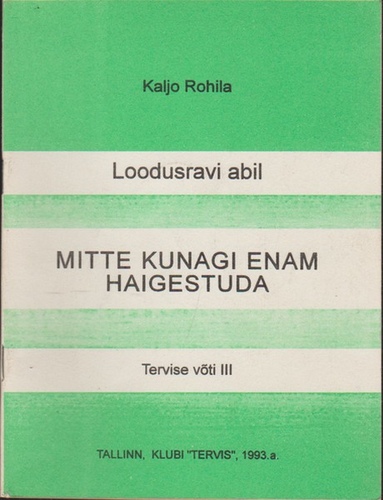 Kaljo Rohila
Loodusravi abil
MITTE KUNAGI ENAM
HAIGESTUDA
Tervise võti III
TALLINN, KLUBI "TERVIS", 1993.a.